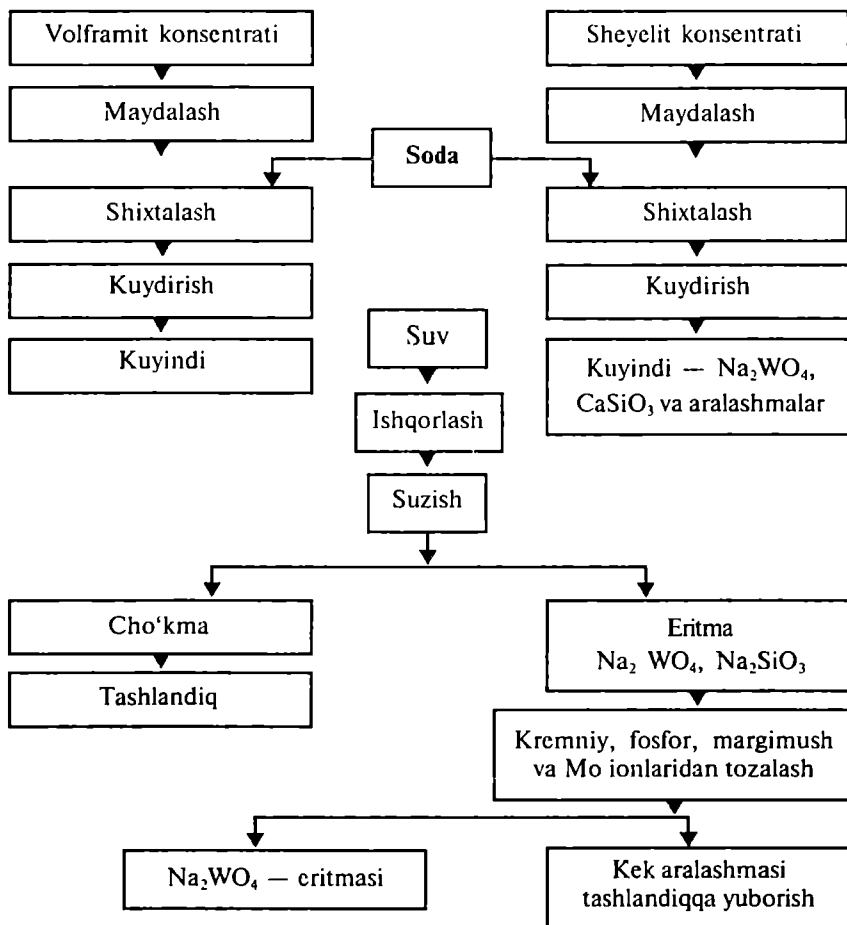 Volframit konsentrati
Sheyelit konsentrati
Maydalash
Maydalash
Soda
Shixtalash
Shixtalash
Kuydirish
Kuydirish
Suv
Kuyindi
Kuyindi — Na₂WO₄,
CaSiO₃ va aralashmalar
Ishqorlash
Suzish
Cho‘kma
Eritma
Na₂ WO₄, Na₂SiO₃
Tashlandiq
Kremniy, fosfor, margimush
va Mo ionlaridan tozalash
Na₂WO₄ — eritmasi
Kek aralashmasi
tashlandiqqa yuborish